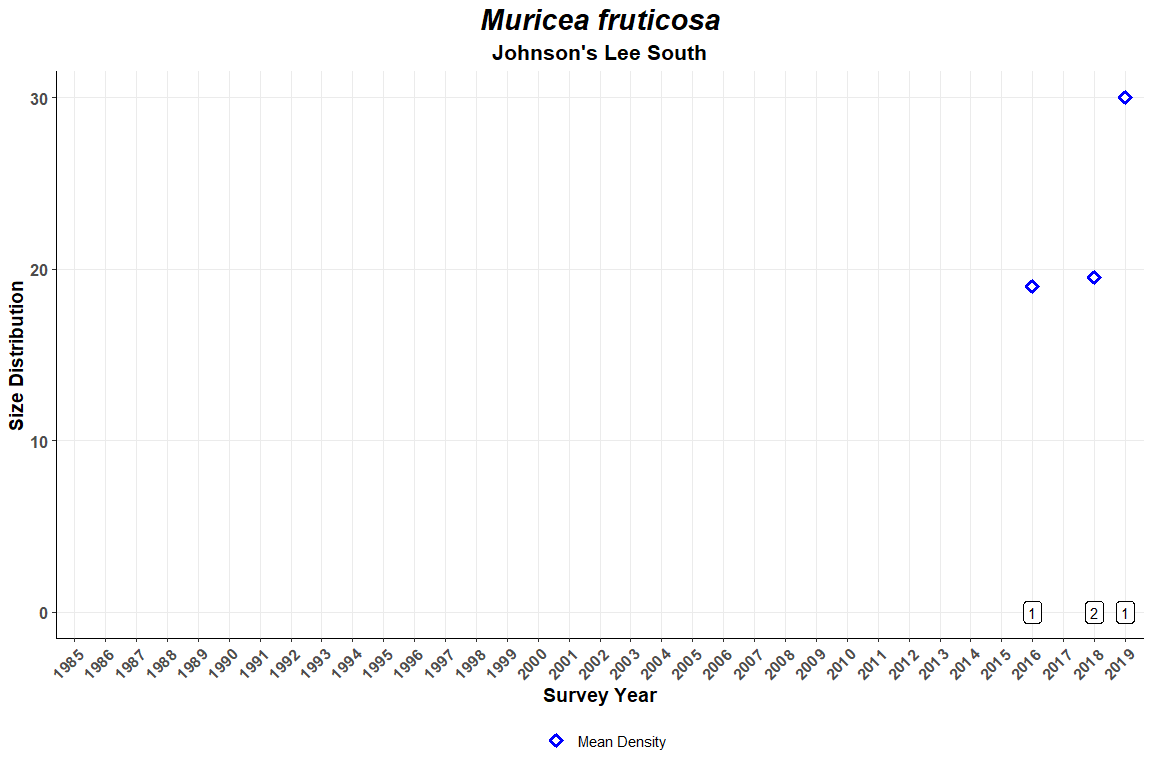 Muricea fruticosa
Johnson's Lee South
Size Distribution
30
20
10
0
1 2 1
1985 1986 1987 1988 1989 1990 1991 1992 1993 1994 1995 1996 1997 1998 1999 2000 2001 2002 2003 2004 2005 2006 2007 2008 2009 2010 2011 2012 2013 2014 2015 2016 2017 2018 2019
Survey Year
Mean Density